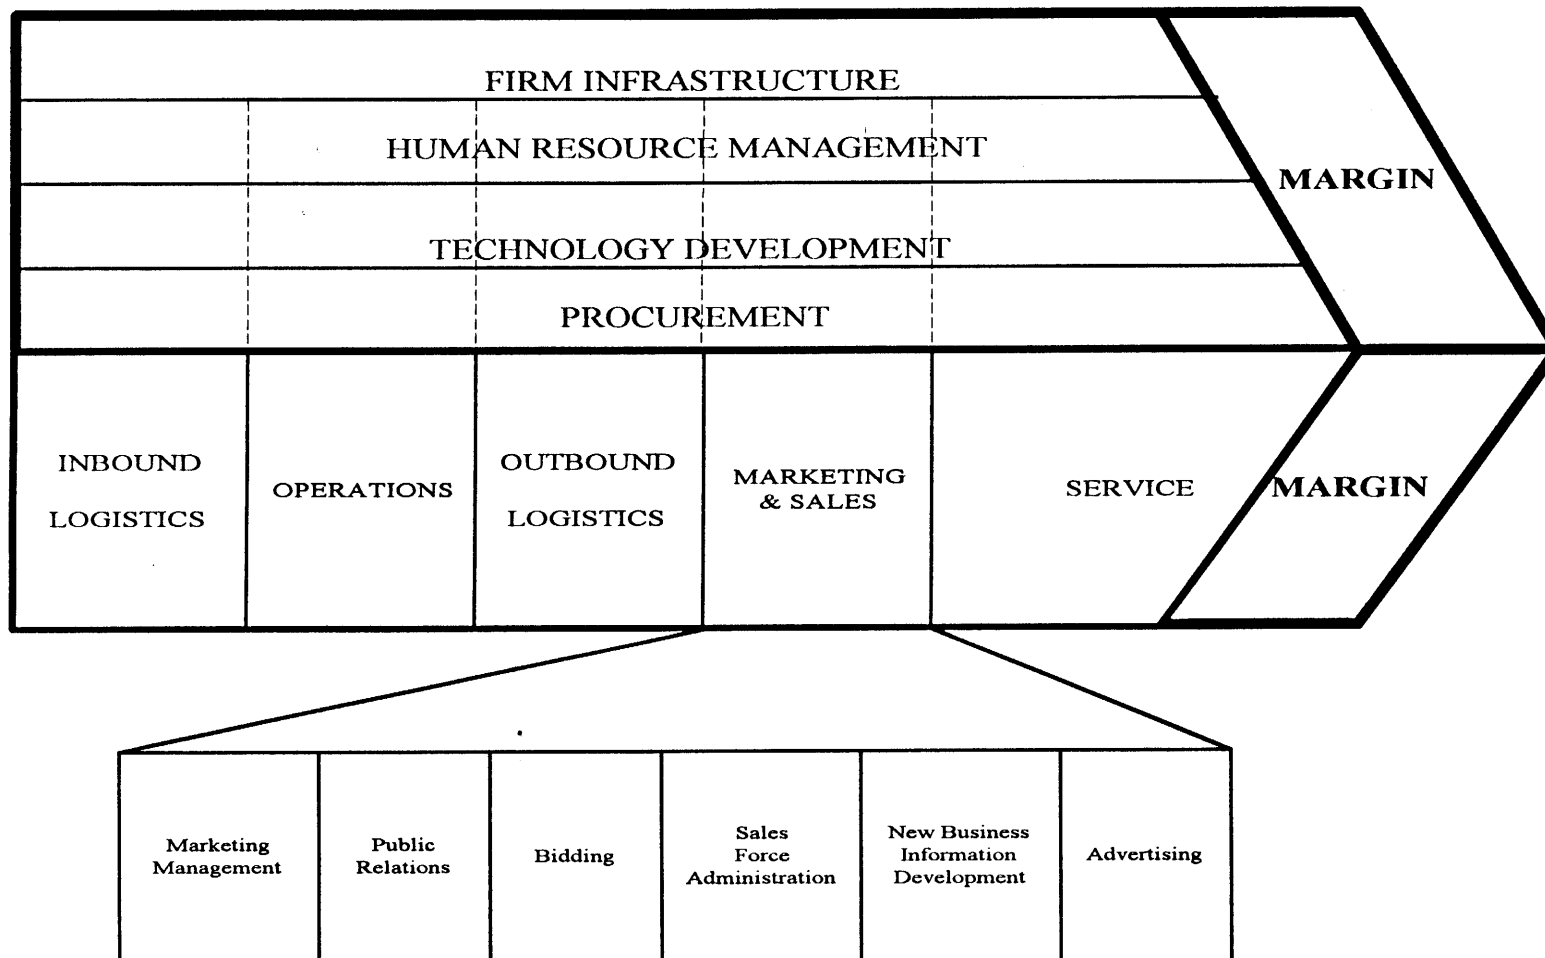 FIRM INFRASTRUCTURE
HUMAN RESOURCE MANAGEMENT
MARGIN
TECHNOLOGY DEVELOPMENT
PROCUREMENT
INBOUND
LOGISTICS
OPERATIONS
OUTBOUND
LOGISTICS
MARKETING
& SALES
SERVICE
MARGIN
Marketing
Management
Public
Relations
Bidding
Sales
Force
Administration
New Business
Information
Development
Advertising